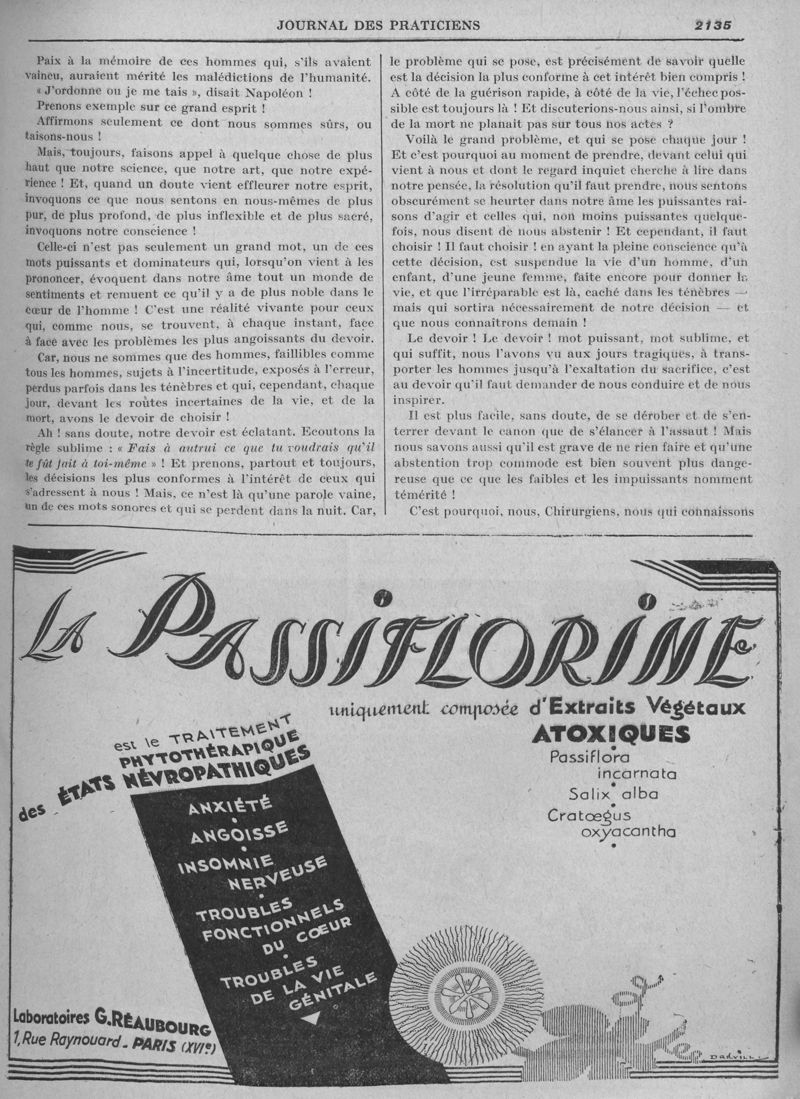 JOURNAL DES PRATICIENS
2135
Paix à la mémoire de ces hommes qui, s'ils avaient
vaincu, auraient mérité les malédictions de l'humanité.
« J'ordonne ou je me tais », disait Napoléon !
Prenons exemple sur ce grand esprit !
Affirmons seulement ce dont nous sommes sûrs, ou
taisons-nous !
Mais, toujours, faisons appel à quelque chose de plus
haut que notre science, que notre art, que notre expé-
rience ! Et, quand un doute vient effleurer notre esprit,
invoquons ce que nous sentons en nous-mêmes de plus
pur, de plus profond, de plus inflexible et de plus sacré,
invoquons notre conscience !
Celle-ci n'est pas seulement un grand mot, un de ces
mots puissants et dominateurs qui, lorsqu'on vient à les
prononcer, évoquent dans notre âme tout un monde de
sentiments et remuent ce qu'il y a de plus noble dans le
cœur de l'homme ! C'est une réalité vivante pour ceux
qui, comme nous, se trouvent, à chaque instant, face
à face avec les problèmes les plus angoissants du devoir.
Car, nous ne sommes que des hommes, faillibles comme
tous les hommes, sujets à l'incertitude, exposés à l'erreur,
perdus parfois dans les ténèbres et qui, cependant, chaque
jour, devant les routes incertaines de la vie, et de la
mort, avons le devoir de choisir !
Ah ! sans doute, notre devoir est éclatant. Ecoutons la
règle sublime : « Fais à autrui ce que tu voudrais qu'il
te fût fait à toi-même » ! Et prenons, partout et toujours,
les décisions les plus conformes à l'intérêt de ceux qui
s'adressent à nous ! Mais, ce n'est là qu'une parole vaine,
un de ces mots sonores et qui se perdent dans la nuit. Car,
le problème qui se pose, est précisément de savoir quelle
est la décision la plus conforme à cet intérêt bien compris !
A côté de la guérison rapide, à côté de la vie, l'échec pos-
sible est toujours là ! Et discuterions-nous ainsi, si l'ombre
de la mort ne planait pas sur tous nos actes ?
Voilà le grand problème, et qui se pose chaque jour !
Et c'est pourquoi au moment de prendre, devant celui qui
vient à nous et dont le regard inquiet cherche à lire dans
notre pensée, la résolution qu'il faut prendre, nous sentons
obscurément se heurter dans notre âme les puissantes rai-
sons d'agir et celles qui, non moins puissantes quelque-
fois, nous disent de nous abstenir ! Et cependant, il faut
choisir ! Il faut choisir ! en ayant la pleine conscience qu'à
cette décision, est suspendue la vie d'un homme, d'un
enfant, d'une jeune femme, faite encore pour donner la
vie, et que l'irréparable est là, caché dans les ténèbres —
mais qui sortira nécessairement de notre décision — et
que nous connaîtrons demain !
Le devoir ! Le devoir ! mot puissant, mot sublime, et
qui suffit, nous l'avons vu aux jours tragiques, à trans-
porter les hommes jusqu'à l'exaltation du sacrifice, c'est
au devoir qu'il faut demander de nous conduire et de nous
inspirer.
Il est plus facile, sans doute, de se dérober et de s'en-
terrer devant le canon que de s'élancer à l'assaut ! Mais
nous savons aussi qu'il est grave de ne rien faire et qu'une
abstention trop commode est bien souvent plus dange-
reuse que ce que les faibles et les impuissants nomment
témérité !
C'est pourquoi, nous, Chirurgiens, nous qui connaissons
LA PASSIFLORINE
uniquement composée d'Extraits Végétaux
ATOXIQUES
Passiflora
incarnata
Salix alba
Cratœgus
oxyacantha
est le TRAITEMENT
PHYTOTHÉRAPIQUE
des ÉTATS NÉVROPATHIQUES
ANXIÉTÉ
ANGOISSE
INSOMNIE
NERVEUSE
TROUBLES
FONCTIONNELS
DU CŒUR
TROUBLES
DE LA VIE
GÉNITALE
Laboratoires G. RÉAUBOURG
1, Rue Raynouard - PARIS (XVIe)